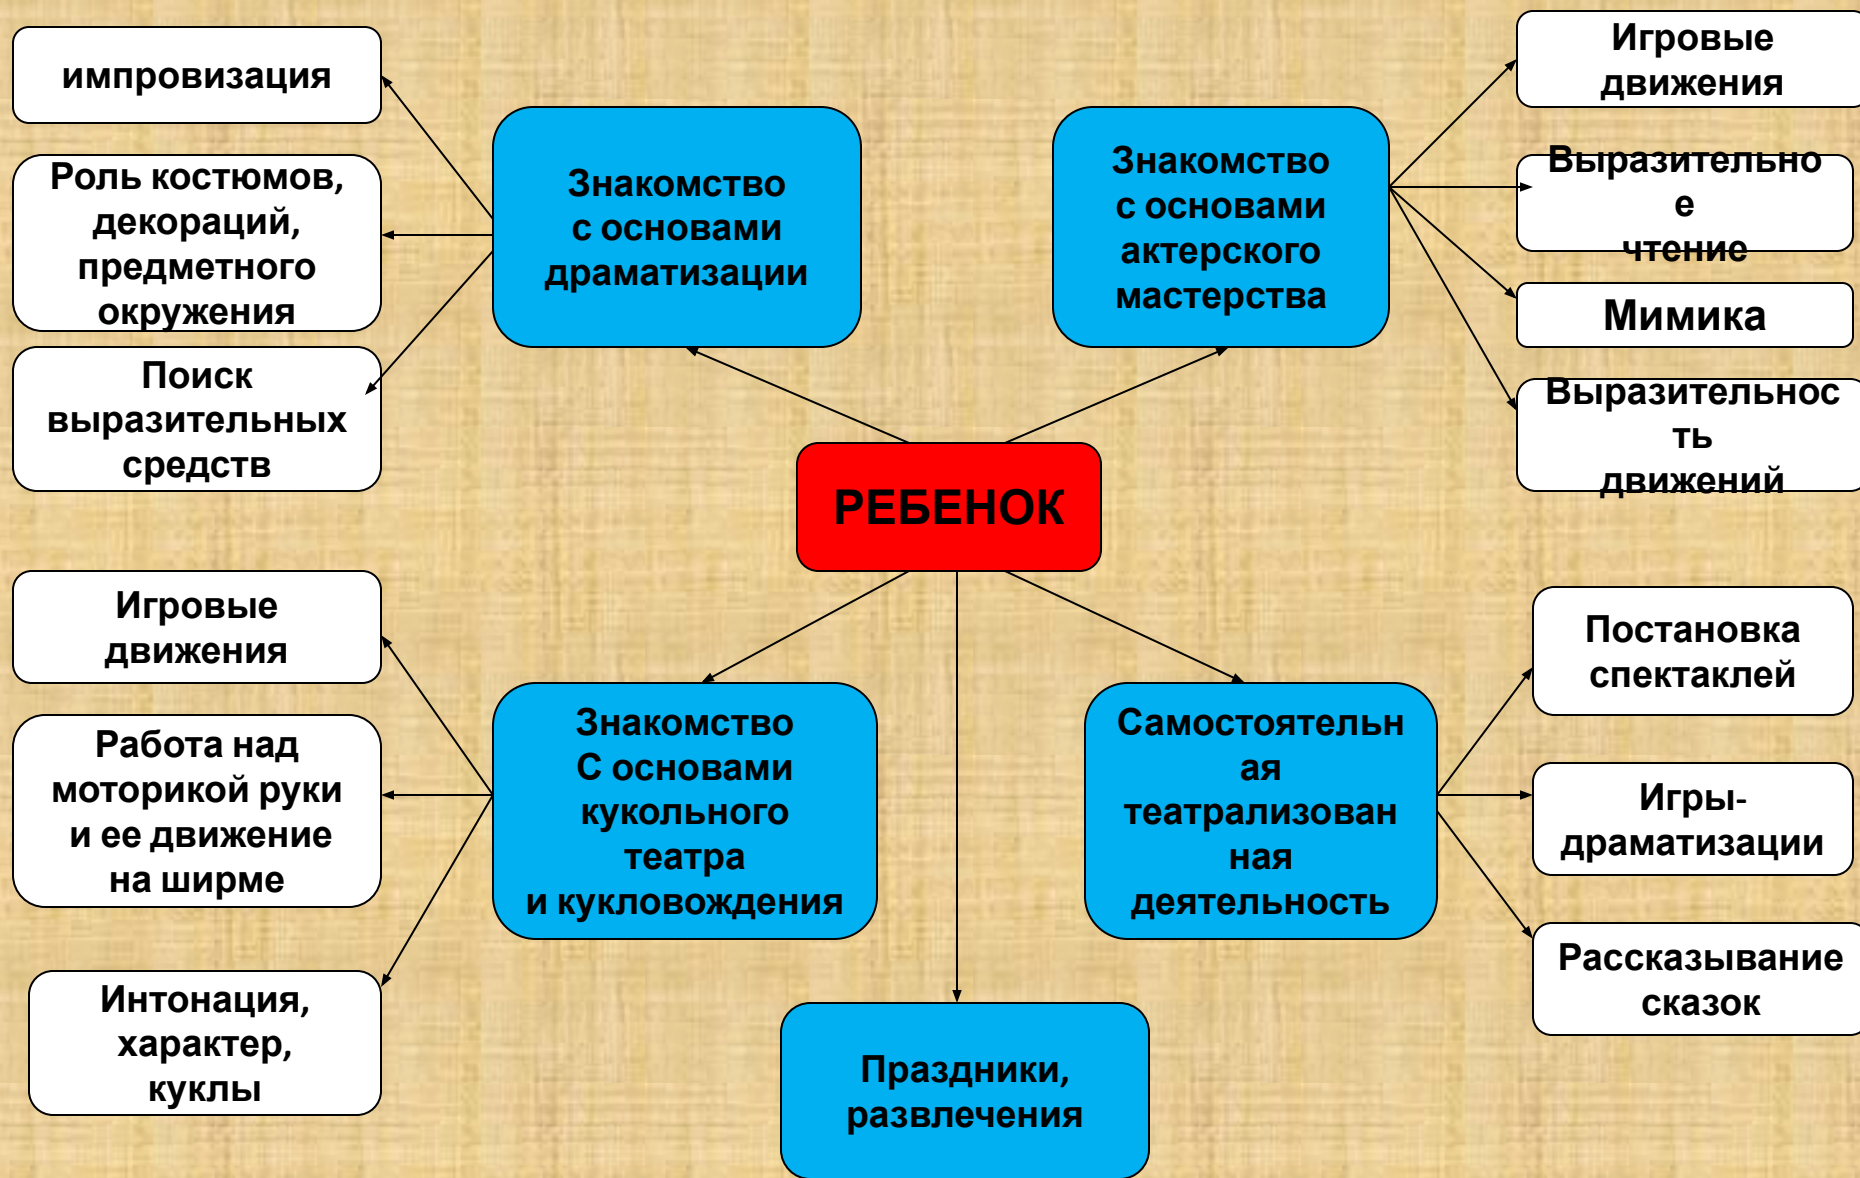 импровизация
Роль костюмов,
декораций,
предметного
окружения
Поиск
выразительных
средств
Знакомство
с основами
драматизации
Знакомство
с основами
актерского
мастерства
Игровые
движения
Выразительно
е
чтение
Мимика
Выразительнос
ть
движений
РЕБЕНОК
Игровые
движения
Работа над
моторикой руки
и ее движение
на ширме
Интонация,
характер,
куклы
Знакомство
С основами
кукольного
театра
и кукловождения
Самостоятельн
ая
театрализован
ная
деятельность
Постановка
спектаклей
Игры-
драматизации
Рассказывание
сказок
Праздники,
развлечения